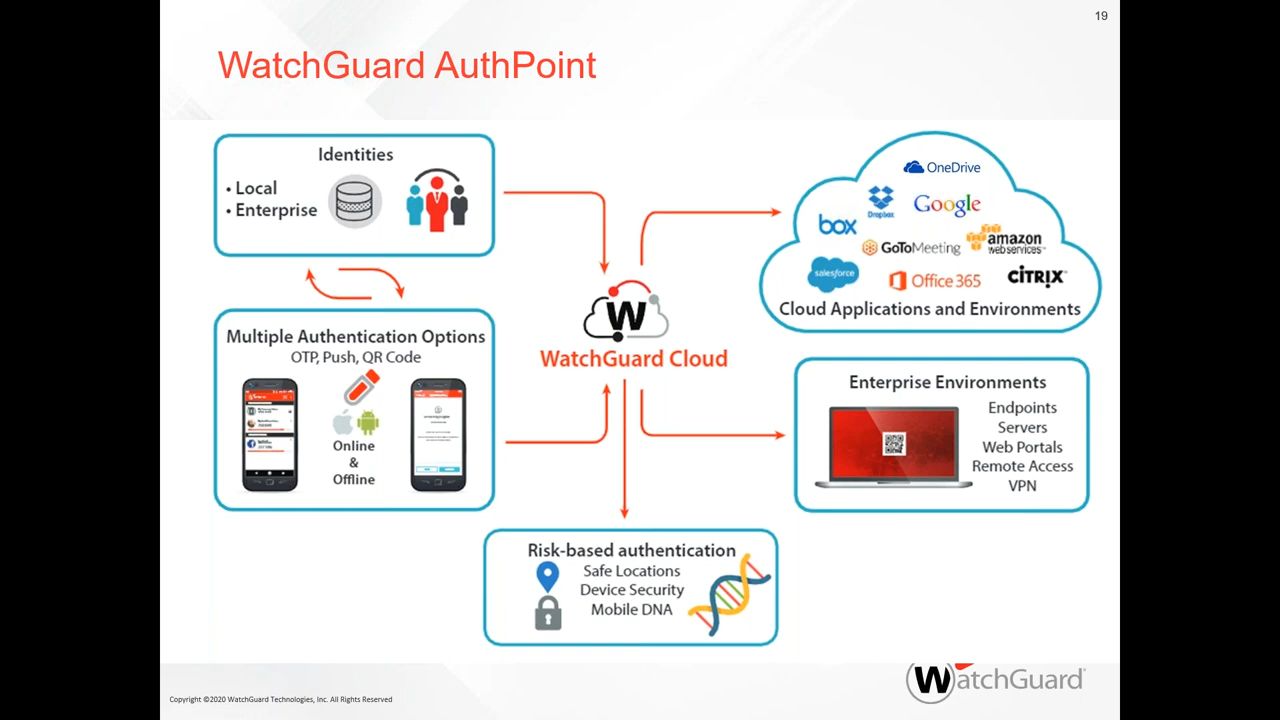 19
WatchGuard AuthPoint
Identities
• Local
• Enterprise
Multiple Authentication Options
OTP, Push, QR Code
Online
&
Offline
W
WatchGuard Cloud
OneDrive
Dropbox
Google
box
GoToMeeting
amazon
web services™
salesforce
Office 365
CİTRIX
Cloud Applications and Environments
Enterprise Environments
Endpoints
Servers
Web Portals
Remote Access
VPN
Risk-based authentication
Safe Locations
Device Security
Mobile DNA
Copyright ©2020 WatchGuard Technologies, Inc. All Rights Reserved
WatchGuard